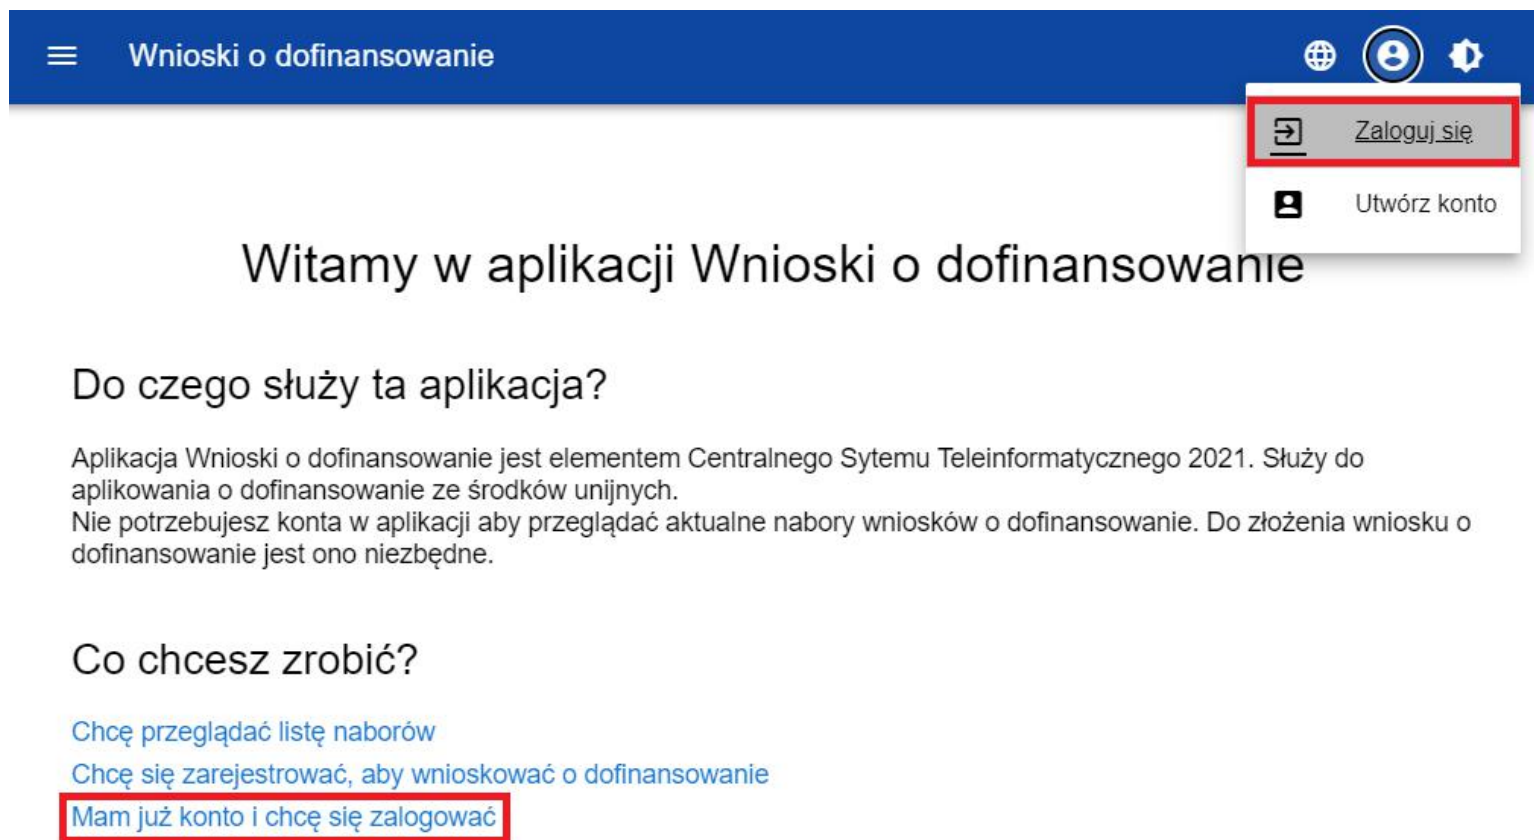 Wnioski o dofinansowanie
Zaloguj się
Utwórz konto
Witamy w aplikacji Wnioski o dofinansowanie
Do czego służy ta aplikacja?
Aplikacja Wnioski o dofinansowanie jest elementem Centralnego Sytemu Teleinformatycznego 2021. Służy do
aplikowania o dofinansowanie ze środków unijnych.
Nie potrzebujesz konta w aplikacji aby przeglądać aktualne nabory wniosków o dofinansowanie. Do złożenia wniosku o
dofinansowanie jest ono niezbędne.
Co chcesz zrobić?
Chcę przeglądać listę naborów
Chcę się zarejestrować, aby wnioskować o dofinansowanie
Mam już konto i chcę się zalogować